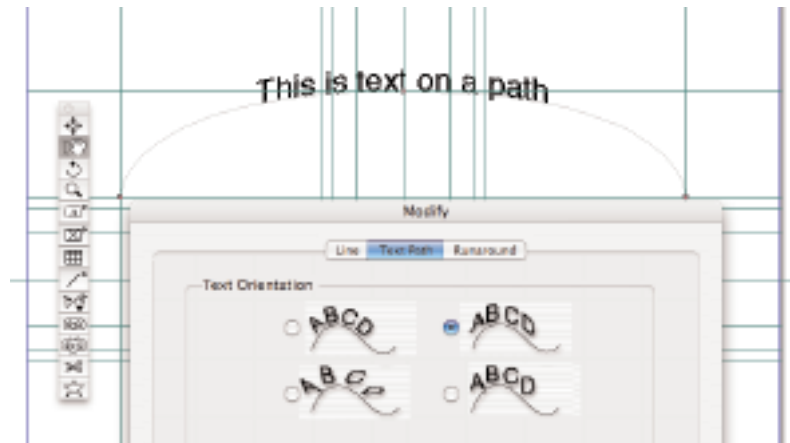 This is text on a path
Modify
Line Text Path Runaround
Text Orientation
ABCD ABCD
ABCD ABCD